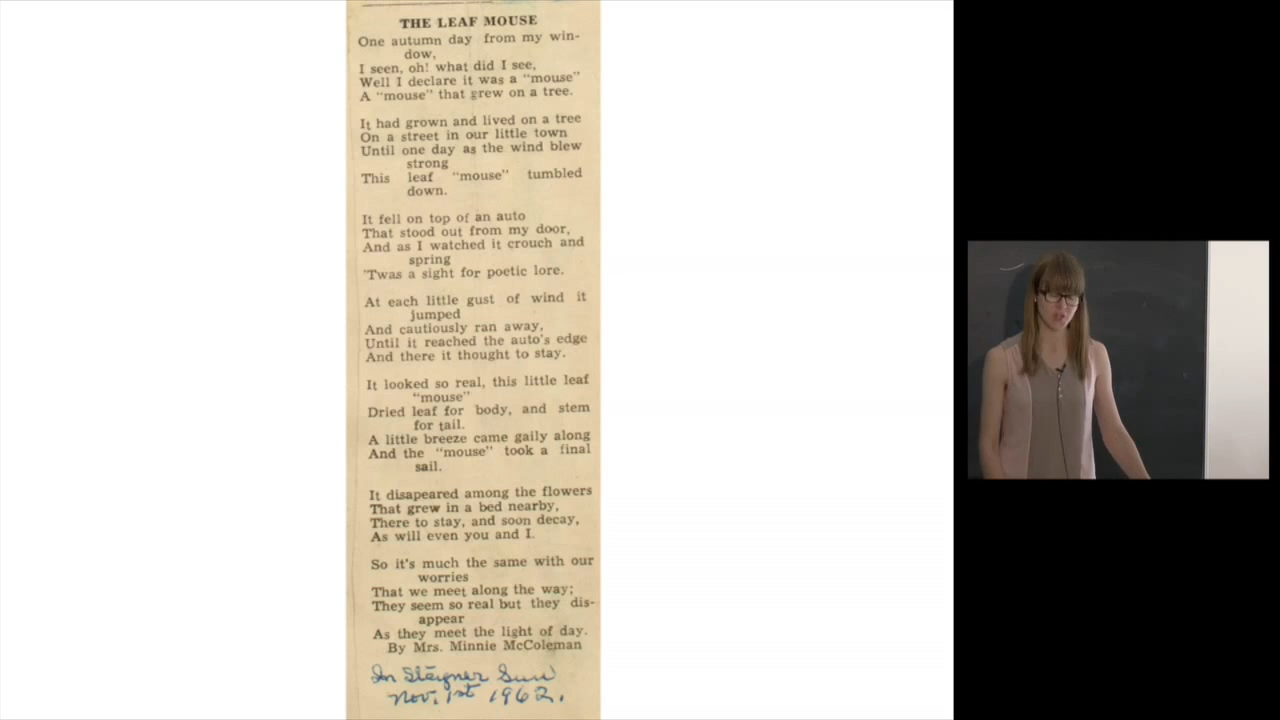 THE LEAF MOUSE
One autumn day from my win-
dow,
I seen, oh! what did I see,
Well I declare it was a "mouse"
A "mouse" that grew on a tree.
It had grown and lived on a tree
On a street in our little town
Until one day as the wind blew
strong
This leaf "mouse" tumbled
down.
It fell on top of an auto
That stood out from my door,
And as I watched it crouch and
spring
'Twas a sight for poetic lore.
At each little gust of wind it
jumped
And cautiously ran away,
Until it reached the auto's edge
And there it thought to stay.
It looked so real, this little leaf
"mouse"
Dried leaf for body, and stem
for tail.
A little breeze came gaily along
And the "mouse" took a final
sail.
It disapeared among the flowers
That grew in a bed nearby,
There to stay, and soon decay,
As will even you and I.
So it's much the same with our
worries
That we meet along the way;
They seem so real but they dis-
appear
As they meet the light of day.
By Mrs. Minnie McColeman
In Stayner Sun
Nov. 1st 1962.